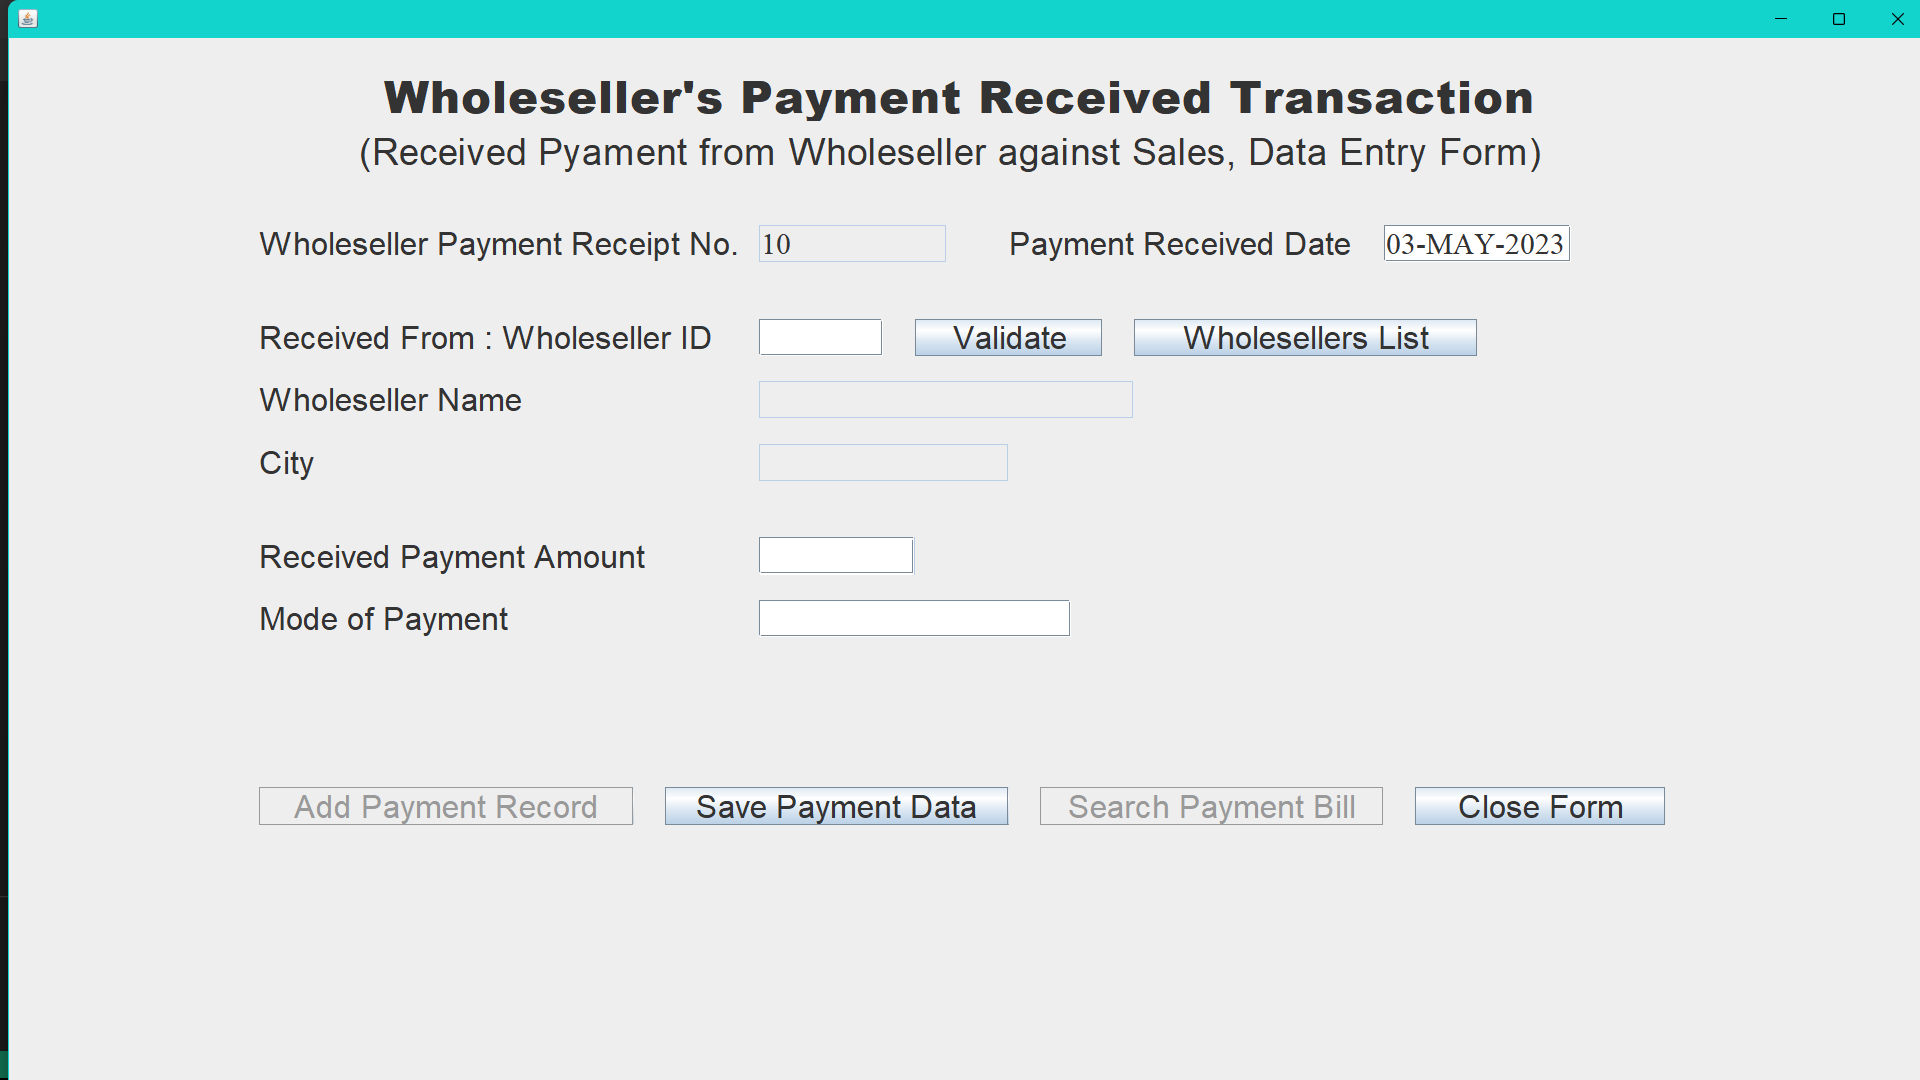 Wholeseller's Payment Received Transaction
(Received Pyament from Wholeseller against Sales, Data Entry Form)
Wholeseller Payment Receipt No. 10 Payment Received Date 03-MAY-2023
Received From : Wholeseller ID Validate Wholesellers List
Wholeseller Name
City
Received Payment Amount
Mode of Payment
Add Payment Record Save Payment Data Search Payment Bill Close Form